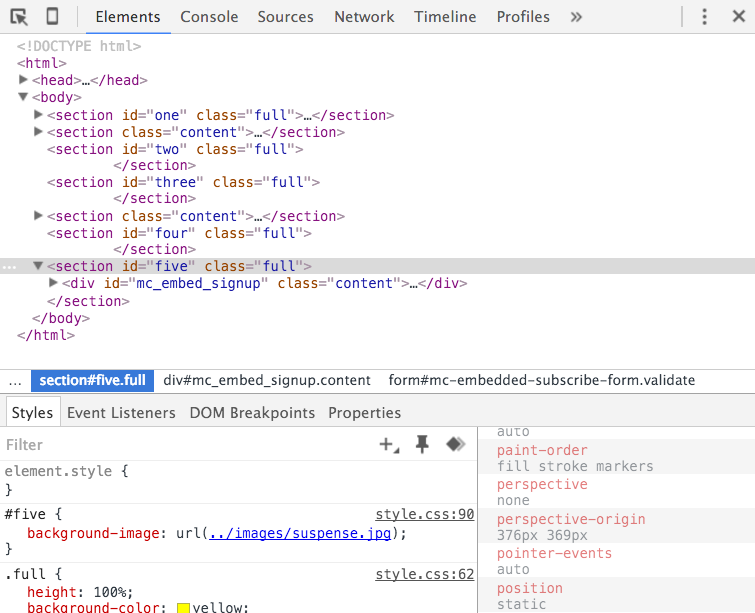 Elements Console Sources Network Timeline Profiles »
<!DOCTYPE html>
<html>
<head>…</head>
<body>
<section id="one" class="full">…</section>
<section class="content">…</section>
<section id="two" class="full">
</section>
<section id="three" class="full">
</section>
<section class="content">…</section>
<section id="four" class="full">
</section>
<section id="five" class="full">
<div id="mc_embed_signup" class="content">…</div>
</section>
</body>
</html>
... section#five.full div#mc_embed_signup.content form#mc-embedded-subscribe-form.validate
Styles Event Listeners DOM Breakpoints Properties
Filter
element.style {
}
#five { style.css:90
background-image: url(../images/suspense.jpg);
}
.full { style.css:62
height: 100%;
background-color: yellow;
auto
paint-order
fill stroke markers
perspective
none
perspective-origin
376px 369px
pointer-events
auto
position
static